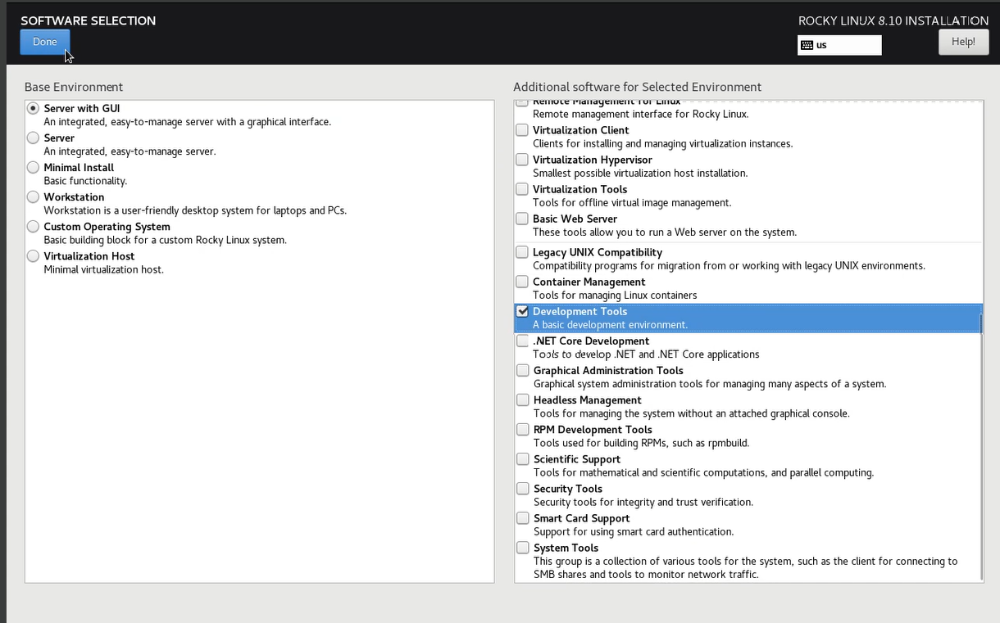 SOFTWARE SELECTION
ROCKY LINUX 8.10 INSTALLATION
Done
us
Help!
Base Environment
Server with GUI
An integrated, easy-to-manage server with a graphical interface.
Server
An integrated, easy-to-manage server.
Minimal Install
Basic functionality.
Workstation
Workstation is a user-friendly desktop system for laptops and PCs.
Custom Operating System
Basic building block for a custom Rocky Linux system.
Virtualization Host
Minimal virtualization host.
Additional software for Selected Environment
Remote Management for Linux
Remote management interface for Rocky Linux.
Virtualization Client
Clients for installing and managing virtualization instances.
Virtualization Hypervisor
Smallest possible virtualization host installation.
Virtualization Tools
Tools for offline virtual image management.
Basic Web Server
These tools allow you to run a Web server on the system.
Legacy UNIX Compatibility
Compatibility programs for migration from or working with legacy UNIX environments.
Container Management
Tools for managing Linux containers
Development Tools
A basic development environment.
.NET Core Development
Tools to develop .NET and .NET Core applications
Graphical Administration Tools
Graphical system administration tools for managing many aspects of a system.
Headless Management
Tools for managing the system without an attached graphical console.
RPM Development Tools
Tools used for building RPMs, such as rpmbuild.
Scientific Support
Tools for mathematical and scientific computations, and parallel computing.
Security Tools
Security tools for integrity and trust verification.
Smart Card Support
Support for using smart card authentication.
System Tools
This group is a collection of various tools for the system, such as the client for connecting to
SMB shares and tools to monitor network traffic.